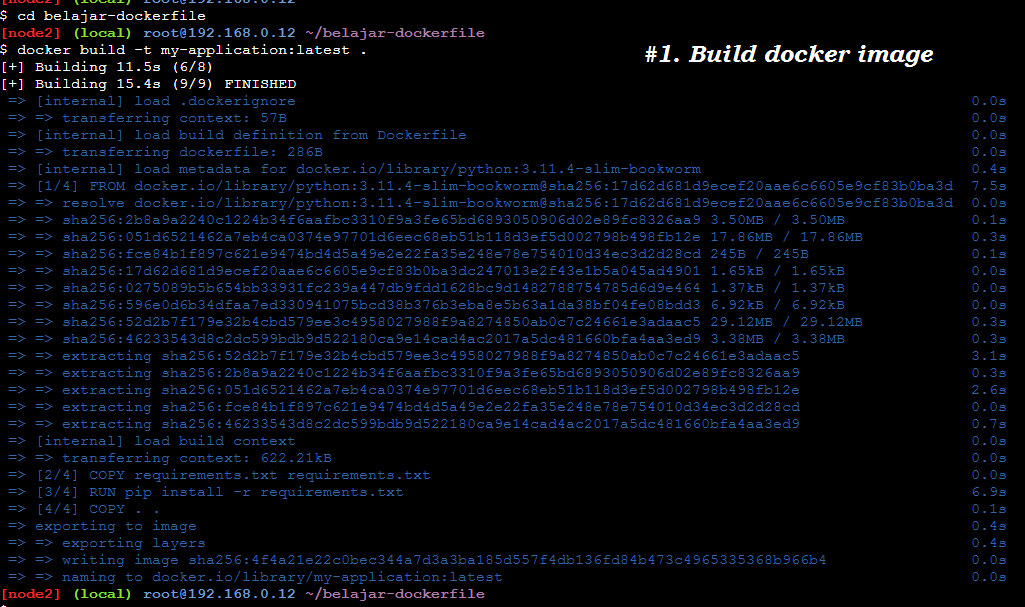 [node2] (local) root@192.168.0.12
$ cd belajar-dockerfile
[node2] (local) root@192.168.0.12 ~/belajar-dockerfile
$ docker build -t my-application:latest .
#1. Build docker image
[+] Building 11.5s (6/8)
[+] Building 15.4s (9/9) FINISHED
=> [internal] load .dockerignore 0.0s
=> => transferring context: 57B 0.0s
=> [internal] load build definition from Dockerfile 0.0s
=> => transferring dockerfile: 286B 0.0s
=> [internal] load metadata for docker.io/library/python:3.11.4-slim-bookworm 0.4s
=> [1/4] FROM docker.io/library/python:3.11.4-slim-bookworm@sha256:17d62d681d9ecef20aae6c6605e9cf83b0ba3d 7.5s
=> => resolve docker.io/library/python:3.11.4-slim-bookworm@sha256:17d62d681d9ecef20aae6c6605e9cf83b0ba3d 0.0s
=> => sha256:2b8a9a2240c1224b34f6aafbc3310f9a3fe65bd6893050906d02e89fc8326aa9 3.50MB / 3.50MB 0.1s
=> => sha256:051d6521462a7eb4ca0374e97701d6eec68eb51b118d3ef5d002798b498fb12e 17.86MB / 17.86MB 0.3s
=> => sha256:fce84b1f897c621e9474bd4d5a49e2e22fa35e248e78e754010d34ec3d2d28cd 245B / 245B 0.1s
=> => sha256:17d62d681d9ecef20aae6c6605e9cf83b0ba3dc247013e2f43e1b5a045ad4901 1.65kB / 1.65kB 0.0s
=> => sha256:0275089b5b654bb33931fc239a447db9fdd1628bc9d1482788754785d6d9e464 1.37kB / 1.37kB 0.0s
=> => sha256:596e0d6b34dfaa7ed330941075bcd38b376b3eba8e5b63a1da38bf04fe08bdd3 6.92kB / 6.92kB 0.0s
=> => sha256:52d2b7f179e32b4cbd579ee3c4958027988f9a8274850ab0c7c24661e3adaac5 29.12MB / 29.12MB 0.3s
=> => sha256:46233543d8c2dc599bdb9d522180ca9e14cad4ac2017a5dc481660bfa4aa3ed9 3.38MB / 3.38MB 0.3s
=> => extracting sha256:52d2b7f179e32b4cbd579ee3c4958027988f9a8274850ab0c7c24661e3adaac5 3.1s
=> => extracting sha256:2b8a9a2240c1224b34f6aafbc3310f9a3fe65bd6893050906d02e89fc8326aa9 0.3s
=> => extracting sha256:051d6521462a7eb4ca0374e97701d6eec68eb51b118d3ef5d002798b498fb12e 2.6s
=> => extracting sha256:fce84b1f897c621e9474bd4d5a49e2e22fa35e248e78e754010d34ec3d2d28cd 0.0s
=> => extracting sha256:46233543d8c2dc599bdb9d522180ca9e14cad4ac2017a5dc481660bfa4aa3ed9 0.7s
=> [internal] load build context 0.0s
=> => transferring context: 622.21kB 0.0s
=> [2/4] COPY requirements.txt requirements.txt 0.0s
=> [3/4] RUN pip install -r requirements.txt 6.9s
=> [4/4] COPY . . 0.1s
=> exporting to image 0.4s
=> => exporting layers 0.4s
=> => writing image sha256:4f4a21e22c0bec344a7d3a3ba185d557f4db136fd84b473c4965335368b966b4 0.0s
=> => naming to docker.io/library/my-application:latest 0.0s
[node2] (local) root@192.168.0.12 ~/belajar-dockerfile